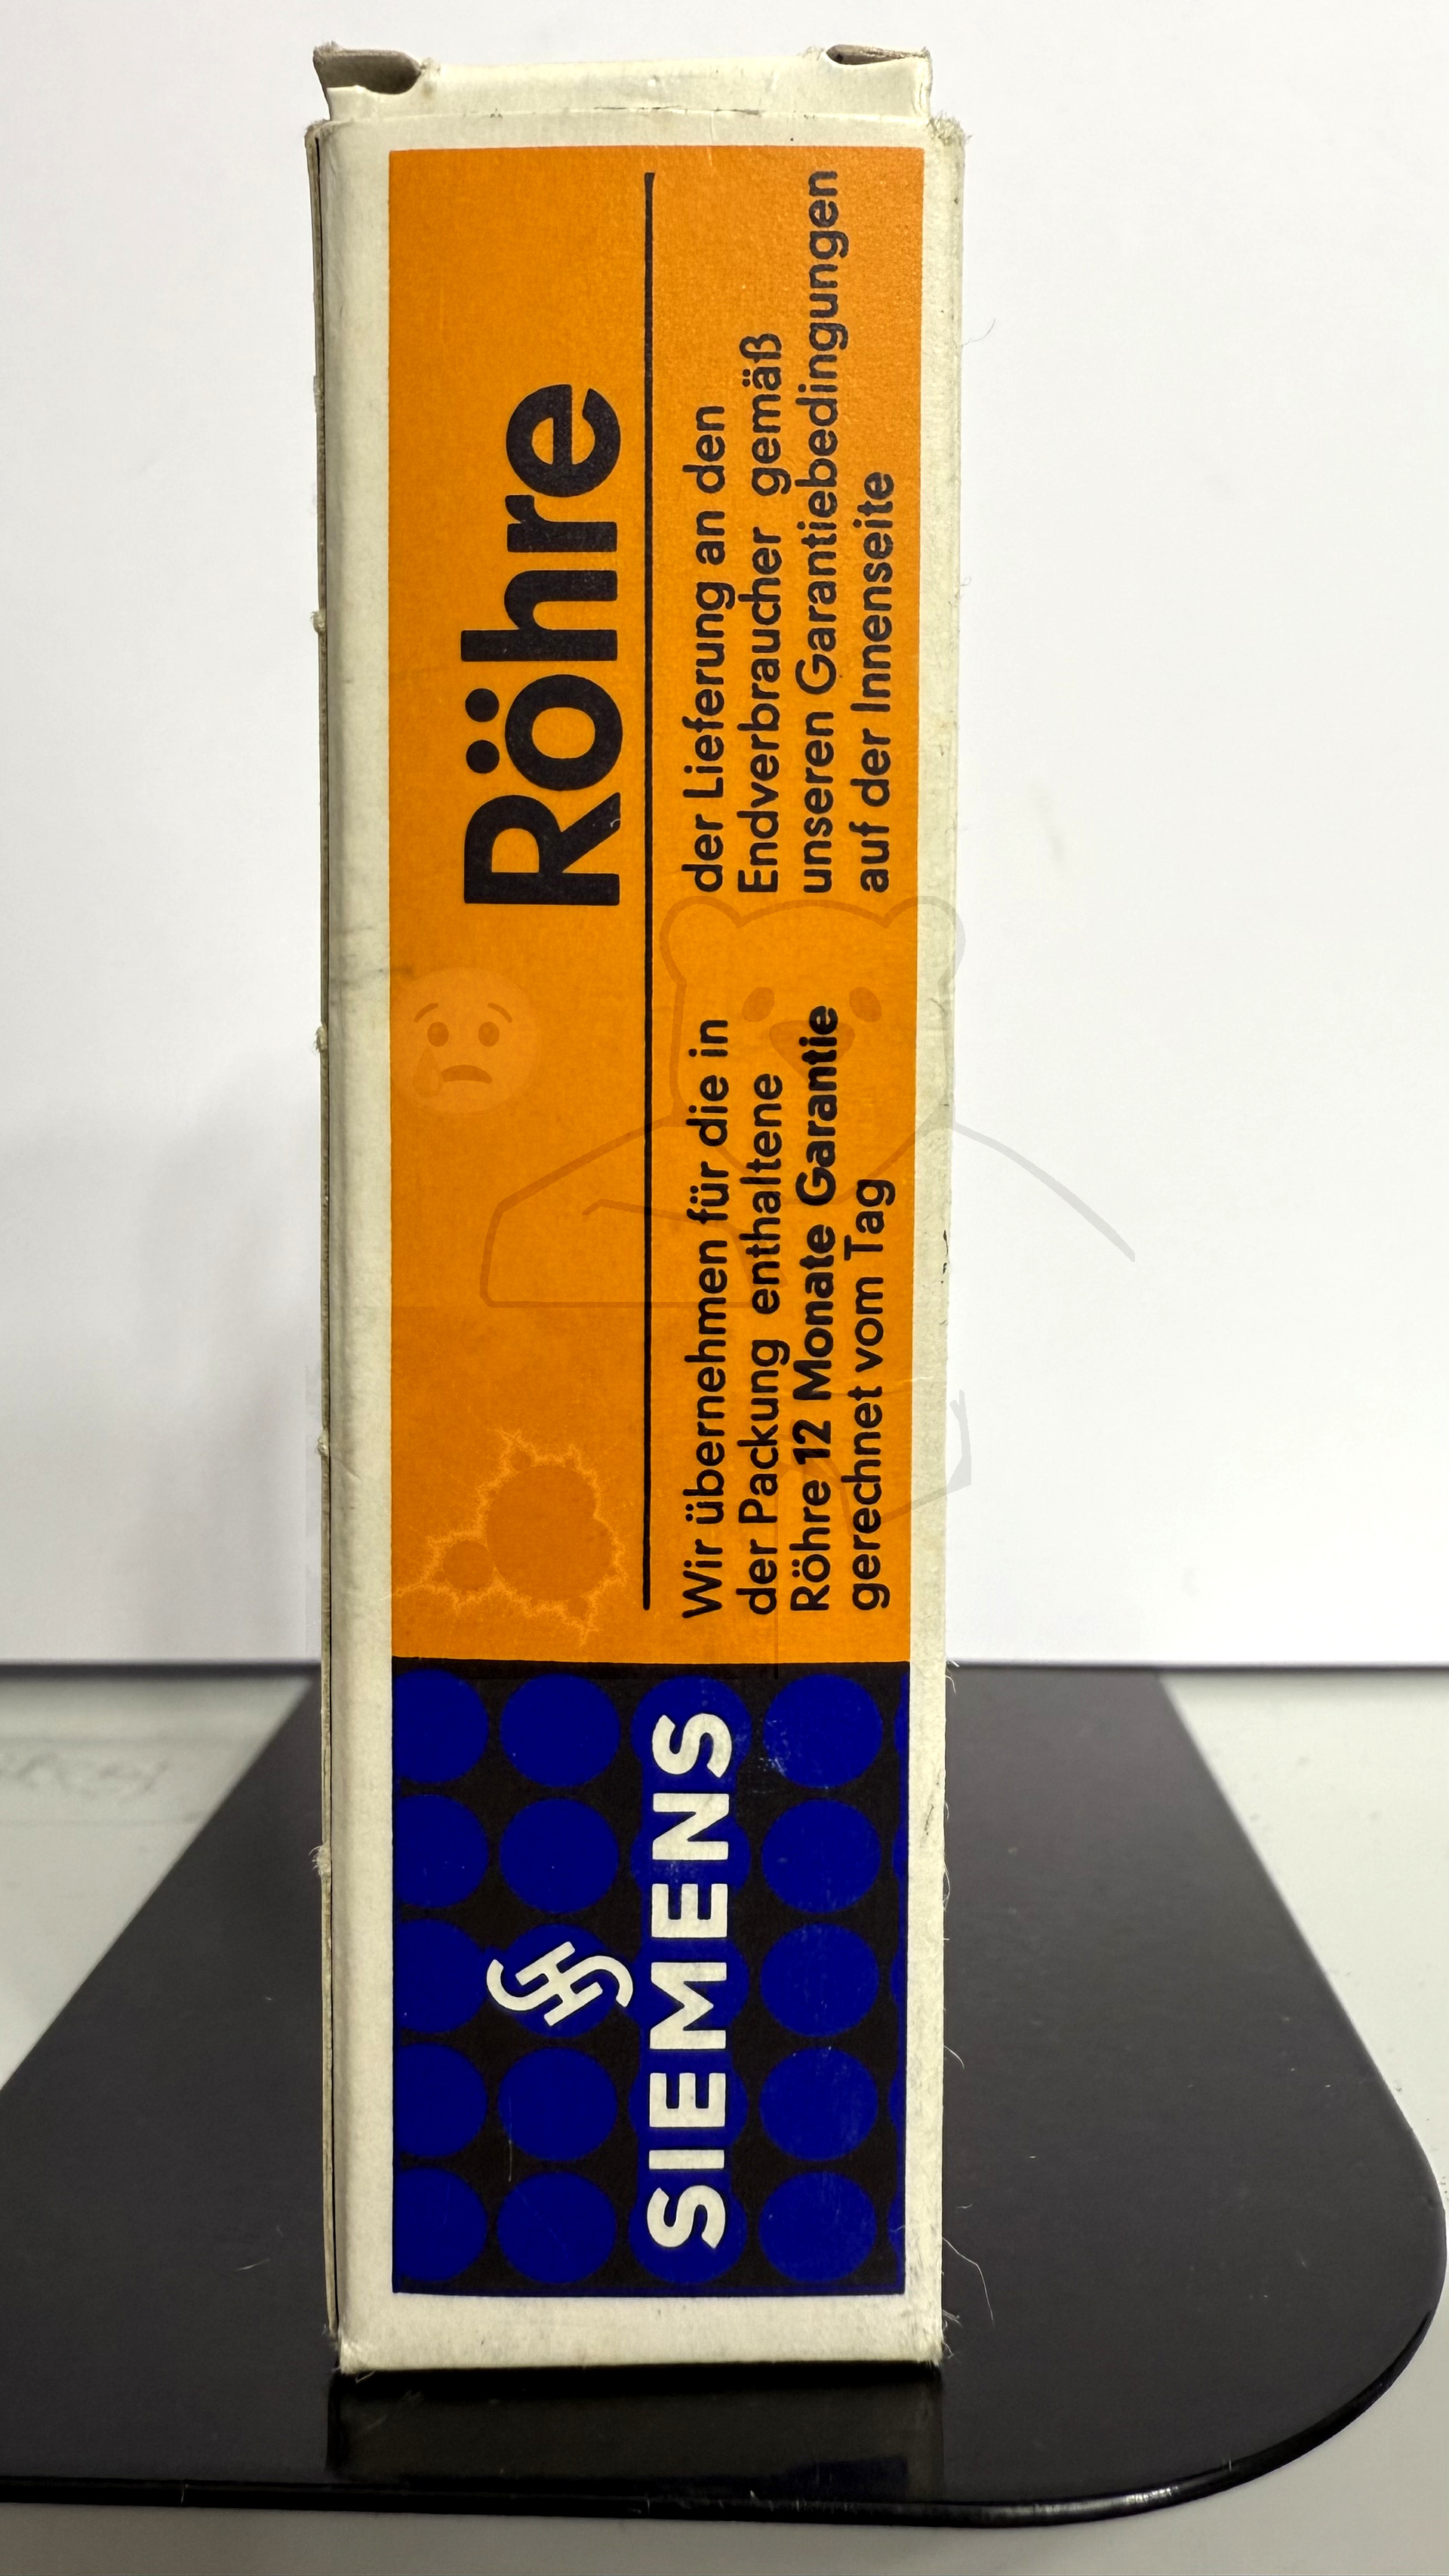 SIEMENS
Röhre
Wir übernehmen für die in
der Packung enthaltene
Röhre 12 Monate Garantie
gerechnet vom Tag
der Lieferung an den
Endverbraucher gemäß
unseren Garantiebedingungen
auf der Innenseite